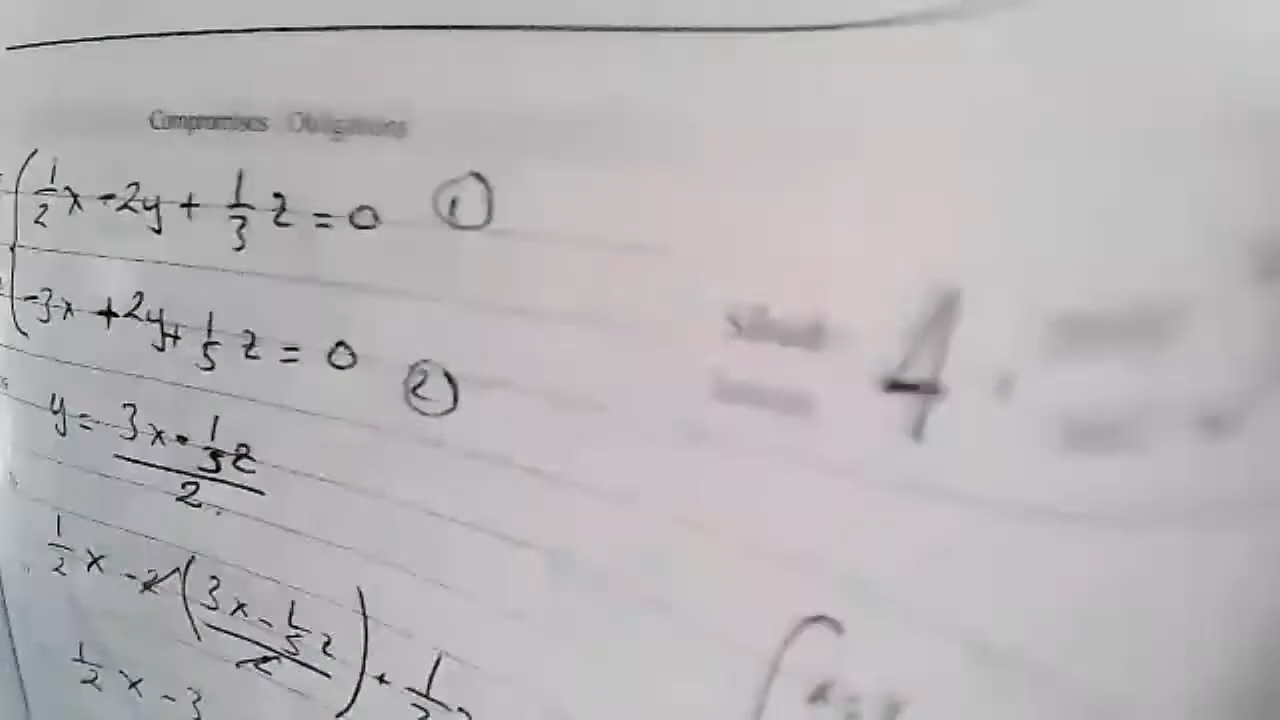 Compromises Obligations
1/2 x - 2y + 1/3 z = 0 ①
-3x + 2y + 1/5 z = 0 ②
y = (3x - 1/5 z)/2
1/2 x - 2((3x - 1/5 z)/2) + 1/3
1/2 x - 3